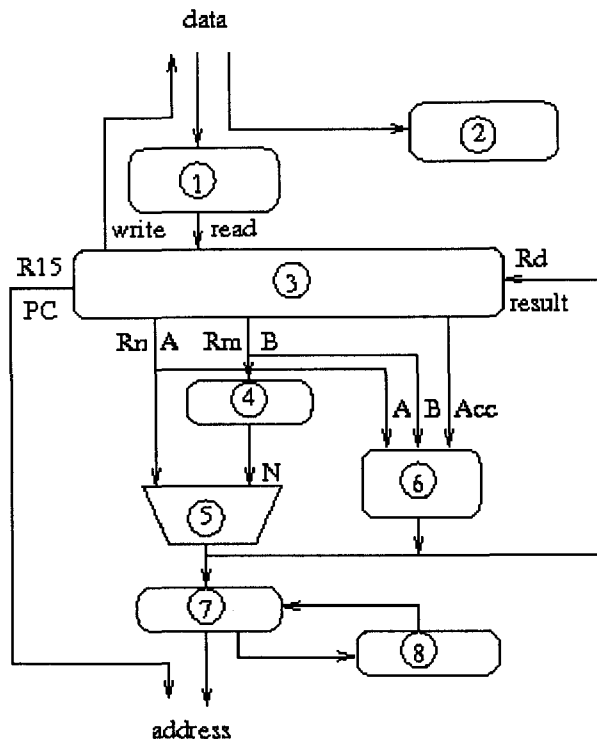 data
2
1
write
read
R15
Rd
3
PC
result
Rn
A
Rm
B
4
A
B
Acc
N
6
5
7
8
address